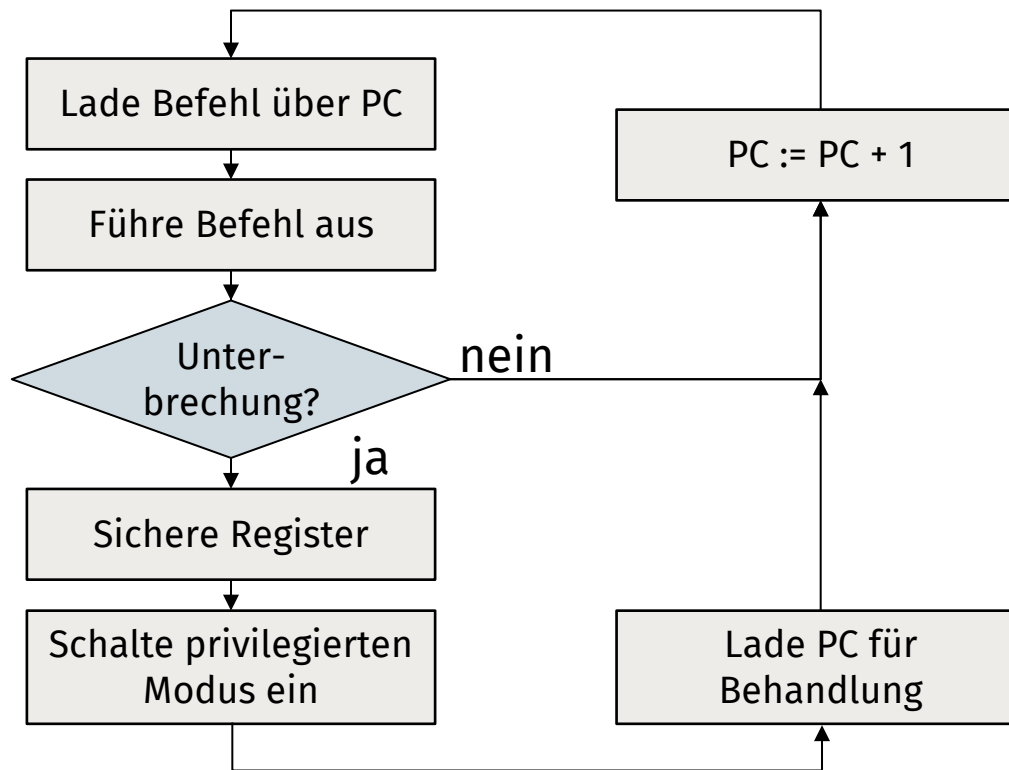 Lade Befehl über PC
PC := PC + 1
Führe Befehl aus
Unter-
brechung?
nein
ja
Sichere Register
Schalte privilegierten
Modus ein
Lade PC für
Behandlung